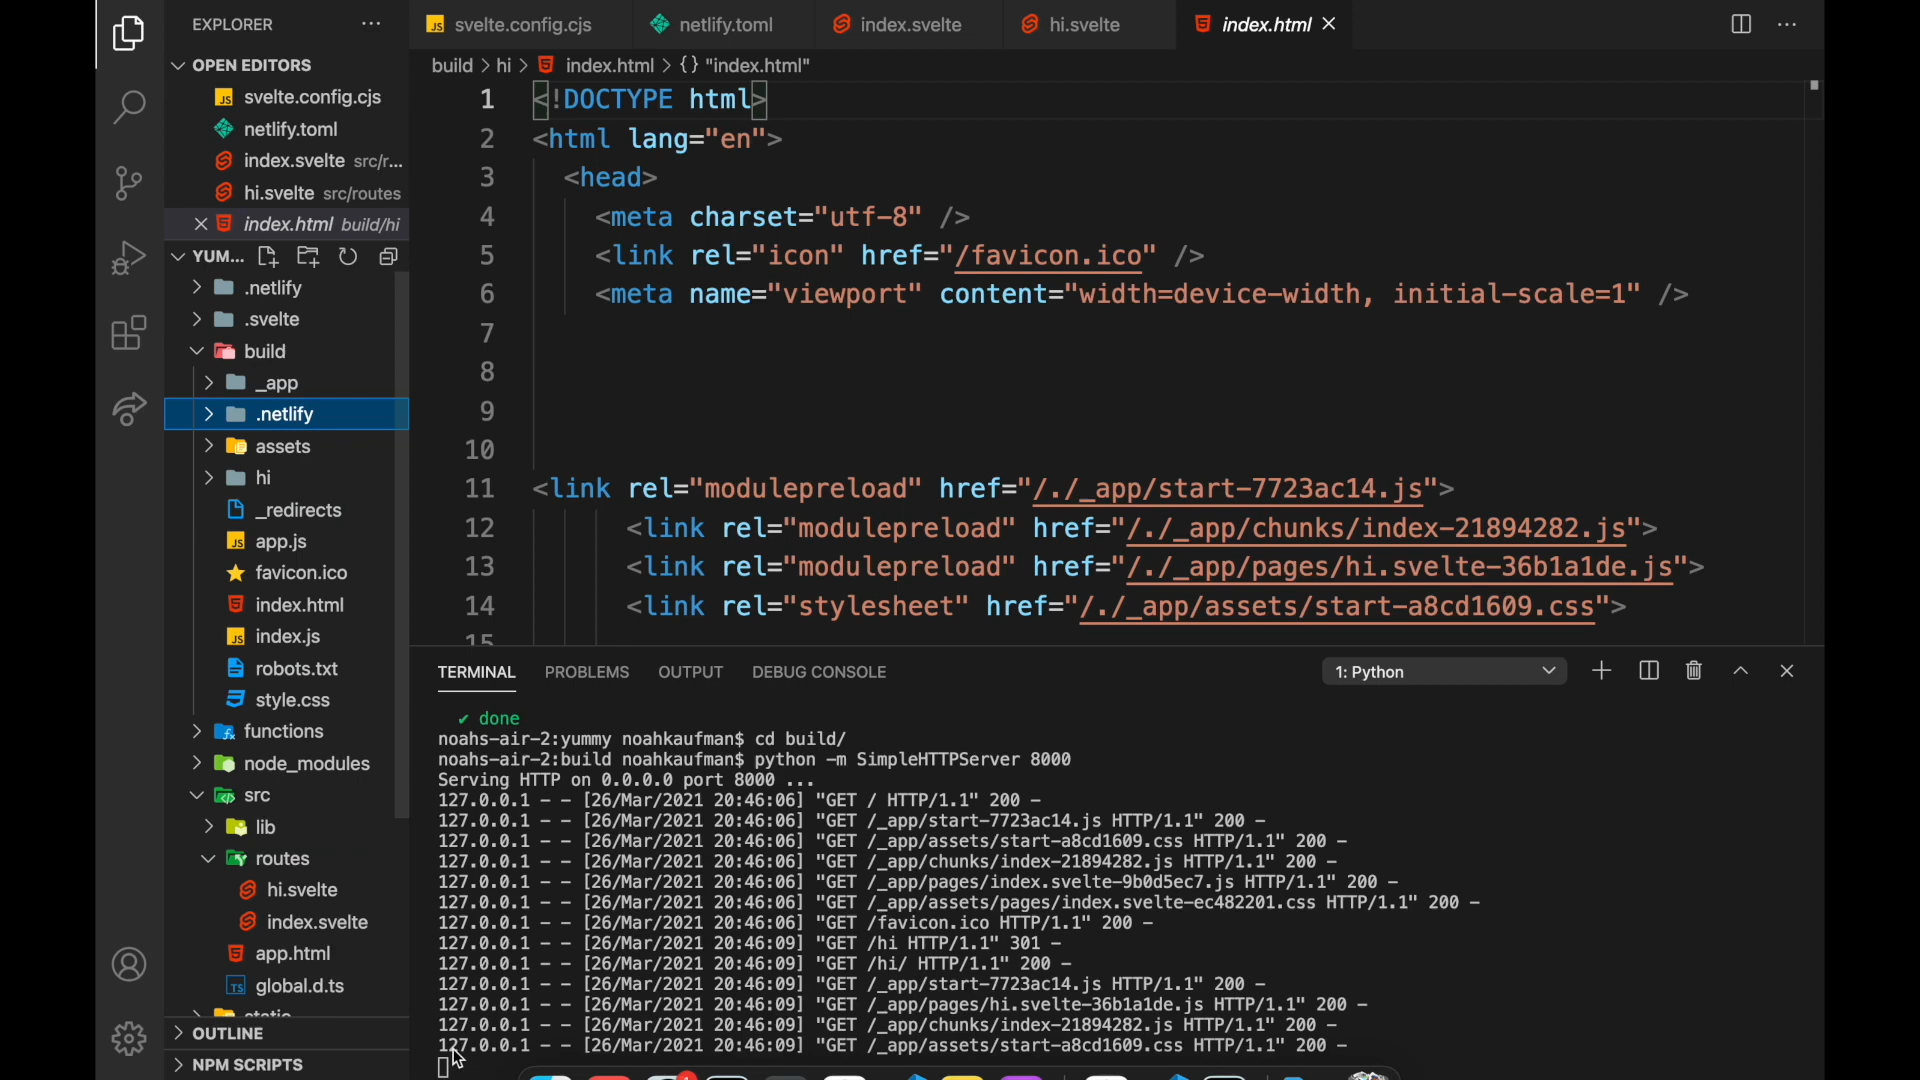 EXPLORER
OPEN EDITORS
svelte.config.cjs
netlify.toml
index.svelte src/r...
hi.svelte src/routes
index.html build/hi
YUM...
.netlify
.svelte
build
_app
.netlify
assets
hi
_redirects
app.js
favicon.ico
index.html
index.js
robots.txt
style.css
functions
node_modules
src
lib
routes
hi.svelte
index.svelte
app.html
global.d.ts
OUTLINE
NPM SCRIPTS
svelte.config.cjs netlify.toml index.svelte hi.svelte index.html
build > hi > index.html > {} "index.html"
1 <!DOCTYPE html>
2 <html lang="en">
3 <head>
4 <meta charset="utf-8" />
5 <link rel="icon" href="/favicon.ico" />
6 <meta name="viewport" content="width=device-width, initial-scale=1" />
7
8
9
10
11 <link rel="modulepreload" href="/./_app/start-7723ac14.js">
12 <link rel="modulepreload" href="/./_app/chunks/index-21894282.js">
13 <link rel="modulepreload" href="/./_app/pages/hi.svelte-36b1a1de.js">
14 <link rel="stylesheet" href="/./_app/assets/start-a8cd1609.css">
15
TERMINAL PROBLEMS OUTPUT DEBUG CONSOLE 1: Python
✔ done
noahs-air-2:yummy noahkaufman$ cd build/
noahs-air-2:build noahkaufman$ python -m SimpleHTTPServer 8000
Serving HTTP on 0.0.0.0 port 8000 ...
127.0.0.1 - - [26/Mar/2021 20:46:06] "GET / HTTP/1.1" 200 -
127.0.0.1 - - [26/Mar/2021 20:46:06] "GET /_app/start-7723ac14.js HTTP/1.1" 200 -
127.0.0.1 - - [26/Mar/2021 20:46:06] "GET /_app/assets/start-a8cd1609.css HTTP/1.1" 200 -
127.0.0.1 - - [26/Mar/2021 20:46:06] "GET /_app/chunks/index-21894282.js HTTP/1.1" 200 -
127.0.0.1 - - [26/Mar/2021 20:46:06] "GET /_app/pages/index.svelte-9b0d5ec7.js HTTP/1.1" 200 -
127.0.0.1 - - [26/Mar/2021 20:46:06] "GET /_app/assets/pages/index.svelte-ec482201.css HTTP/1.1" 200 -
127.0.0.1 - - [26/Mar/2021 20:46:06] "GET /favicon.ico HTTP/1.1" 200 -
127.0.0.1 - - [26/Mar/2021 20:46:09] "GET /hi HTTP/1.1" 301 -
127.0.0.1 - - [26/Mar/2021 20:46:09] "GET /hi/ HTTP/1.1" 200 -
127.0.0.1 - - [26/Mar/2021 20:46:09] "GET /_app/start-7723ac14.js HTTP/1.1" 200 -
127.0.0.1 - - [26/Mar/2021 20:46:09] "GET /_app/pages/hi.svelte-36b1a1de.js HTTP/1.1" 200 -
127.0.0.1 - - [26/Mar/2021 20:46:09] "GET /_app/chunks/index-21894282.js HTTP/1.1" 200 -
127.0.0.1 - - [26/Mar/2021 20:46:09] "GET /_app/assets/start-a8cd1609.css HTTP/1.1" 200 -